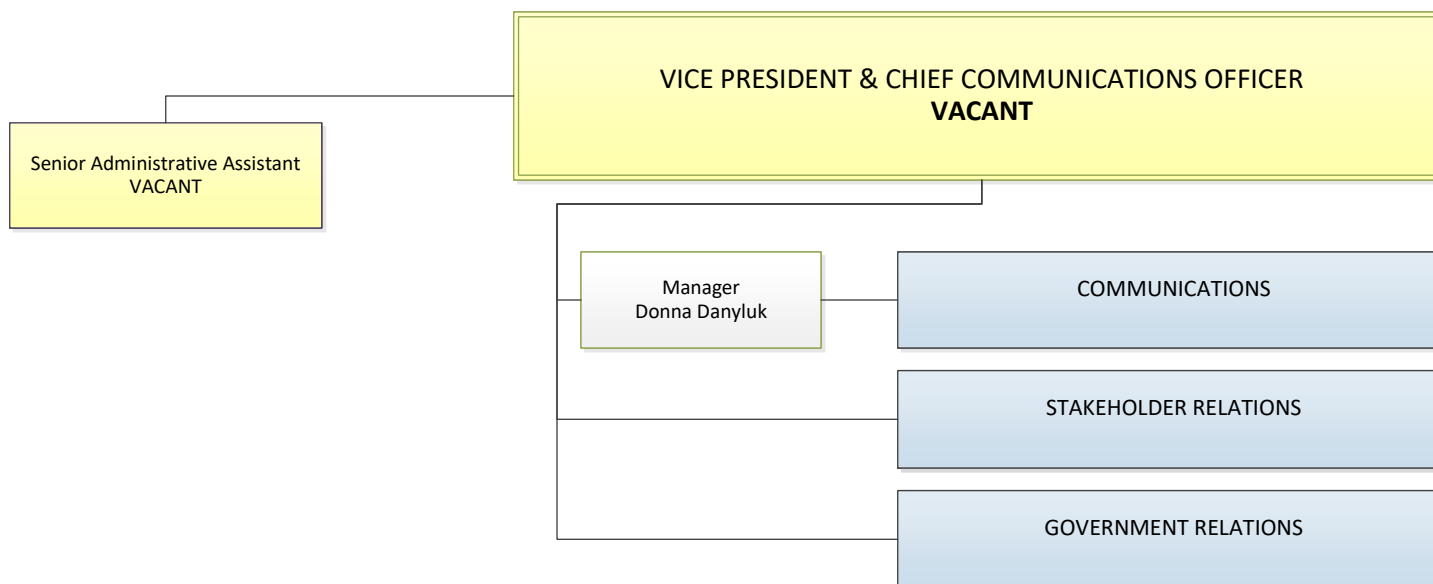 VICE PRESIDENT & CHIEF COMMUNICATIONS OFFICER
VACANT
Senior Administrative Assistant
VACANT
Manager
Donna Danyluk
COMMUNICATIONS
STAKEHOLDER RELATIONS
GOVERNMENT RELATIONS